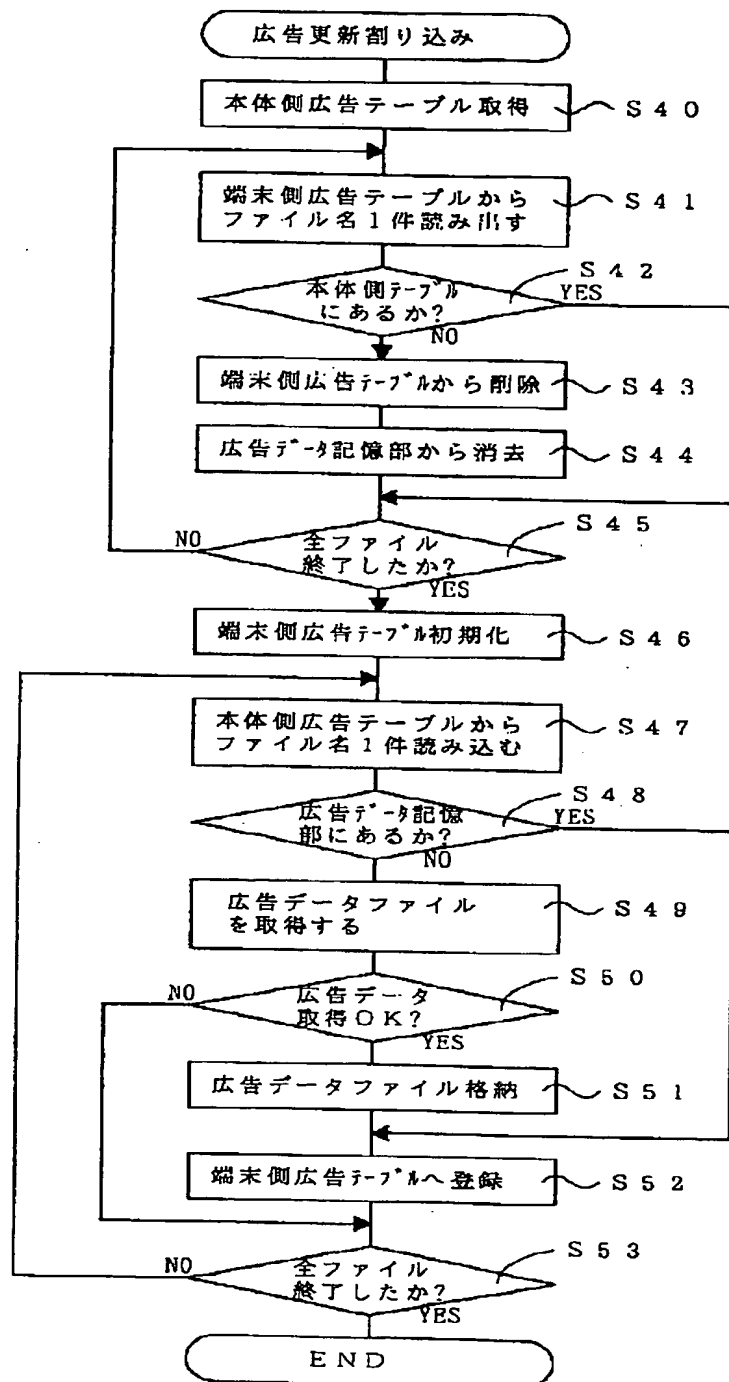 広告更新割り込み
本体側広告テーブル取得
S40
端末側広告テーブルから
ファイル名1件読み出す
S41
S42
本体側テーブル
にあるか?
YES
NO
端末側広告テーブルから削除
S43
広告データ記憶部から消去
S44
S45
NO
全ファイル
終了したか?
YES
端末側広告テーブル初期化
S46
本体側広告テーブルから
ファイル名1件読み込む
S47
S48
広告データ記憶
部にあるか?
YES
NO
広告データファイル
を取得する
S49
S50
NO
広告データ
取得OK?
YES
広告データファイル格納
S51
端末側広告テーブルへ登録
S52
S53
NO
全ファイル
終了したか?
YES
END